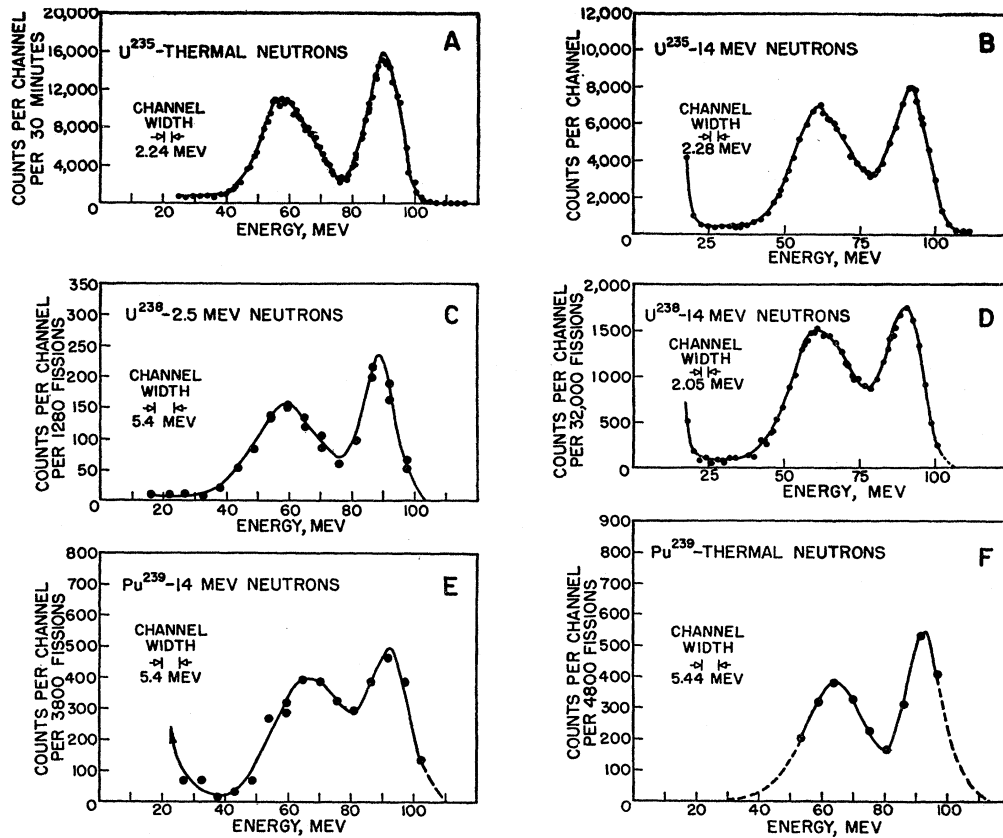 20,000
16,000
12,000
8,000
4,000
0
COUNTS PER CHANNEL
PER 30 MINUTES
U235-THERMAL NEUTRONS
A
CHANNEL
WIDTH
2.24 MEV
20 40 60 80 100
ENERGY, MEV
12,000
10,000
8,000
6,000
4,000
2,000
0
COUNTS PER CHANNEL
U235-14 MEV NEUTRONS
B
CHANNEL
WIDTH
2.28 MEV
25 50 75 100
ENERGY, MEV
350
300
250
200
150
100
50
0
COUNTS PER CHANNEL
PER 1280 FISSIONS
U238-2.5 MEV NEUTRONS
C
CHANNEL
WIDTH
5.4 MEV
20 40 60 80 100
ENERGY, MEV
2,000
1500
1000
500
0
COUNTS PER CHANNEL
PER 32,000 FISSIONS
U238-14 MEV NEUTRONS
D
CHANNEL
WIDTH
2.05 MEV
25 50 75 100
ENERGY, MEV
800
700
600
500
400
300
200
100
0
COUNTS PER CHANNEL
PER 3800 FISSIONS
Pu239-14 MEV NEUTRONS
E
CHANNEL
WIDTH
5.4 MEV
20 40 60 80 100
ENERGY, MEV
900
800
700
600
500
400
300
200
100
0
COUNTS PER CHANNEL
PER 4800 FISSIONS
Pu239-THERMAL NEUTRONS
F
CHANNEL
WIDTH
5.44 MEV
20 40 60 80 100
ENERGY, MEV